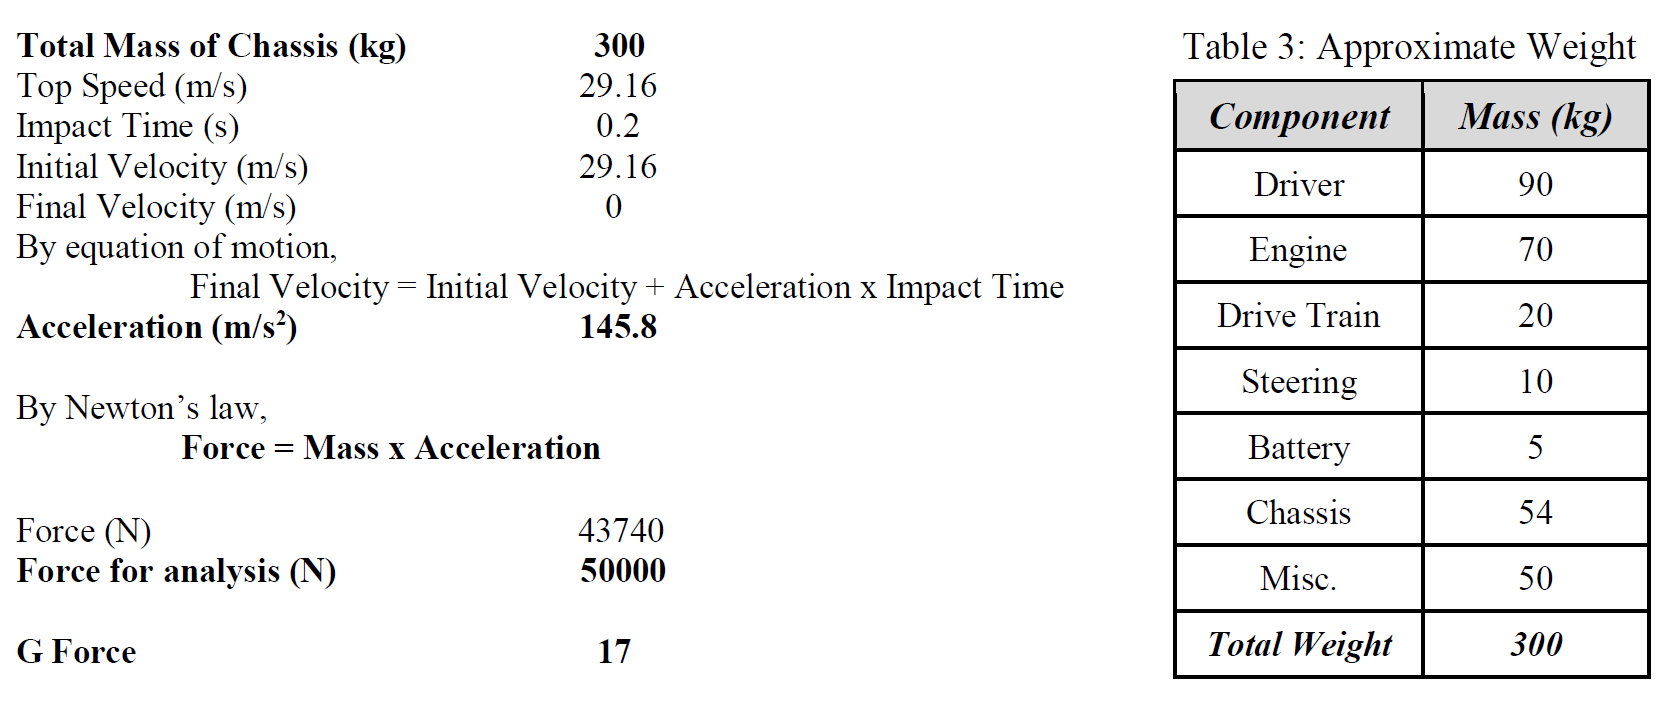 Total Mass of Chassis (kg) 300
Top Speed (m/s) 29.16
Impact Time (s) 0.2
Initial Velocity (m/s) 29.16
Final Velocity (m/s) 0
By equation of motion,
Final Velocity = Initial Velocity + Acceleration x Impact Time
Acceleration (m/s²) 145.8
By Newton’s law,
Force = Mass x Acceleration
Force (N) 43740
Force for analysis (N) 50000
G Force 17
Table 3: Approximate Weight
Component Mass (kg)
Driver 90
Engine 70
Drive Train 20
Steering 10
Battery 5
Chassis 54
Misc. 50
Total Weight 300